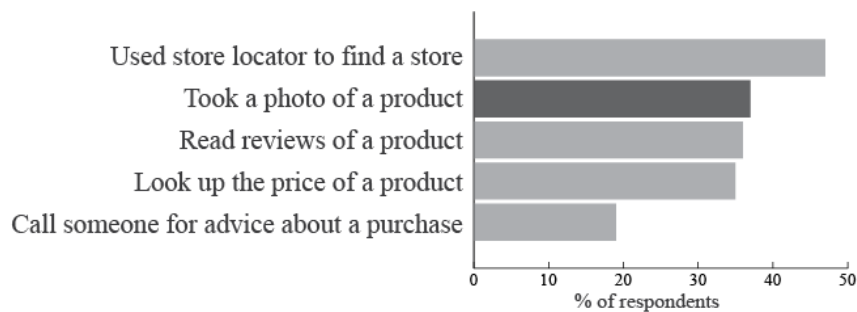 Used store locator to find a store
Took a photo of a product
Read reviews of a product
Look up the price of a product
Call someone for advice about a purchase
0 10 20 30 40 50
% of respondents